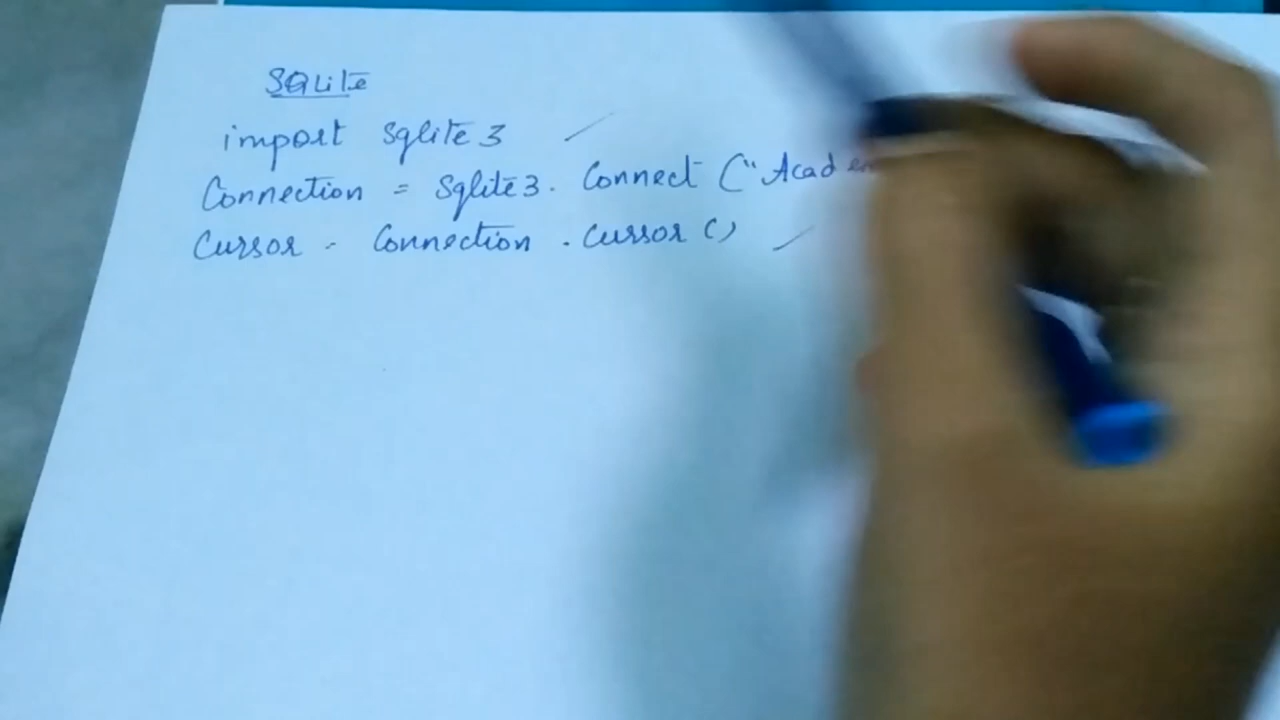 SQLite
import sqlite3
Connection = Sqlite3. Connect ("Acad
Cursor = Connection . Cursor ()